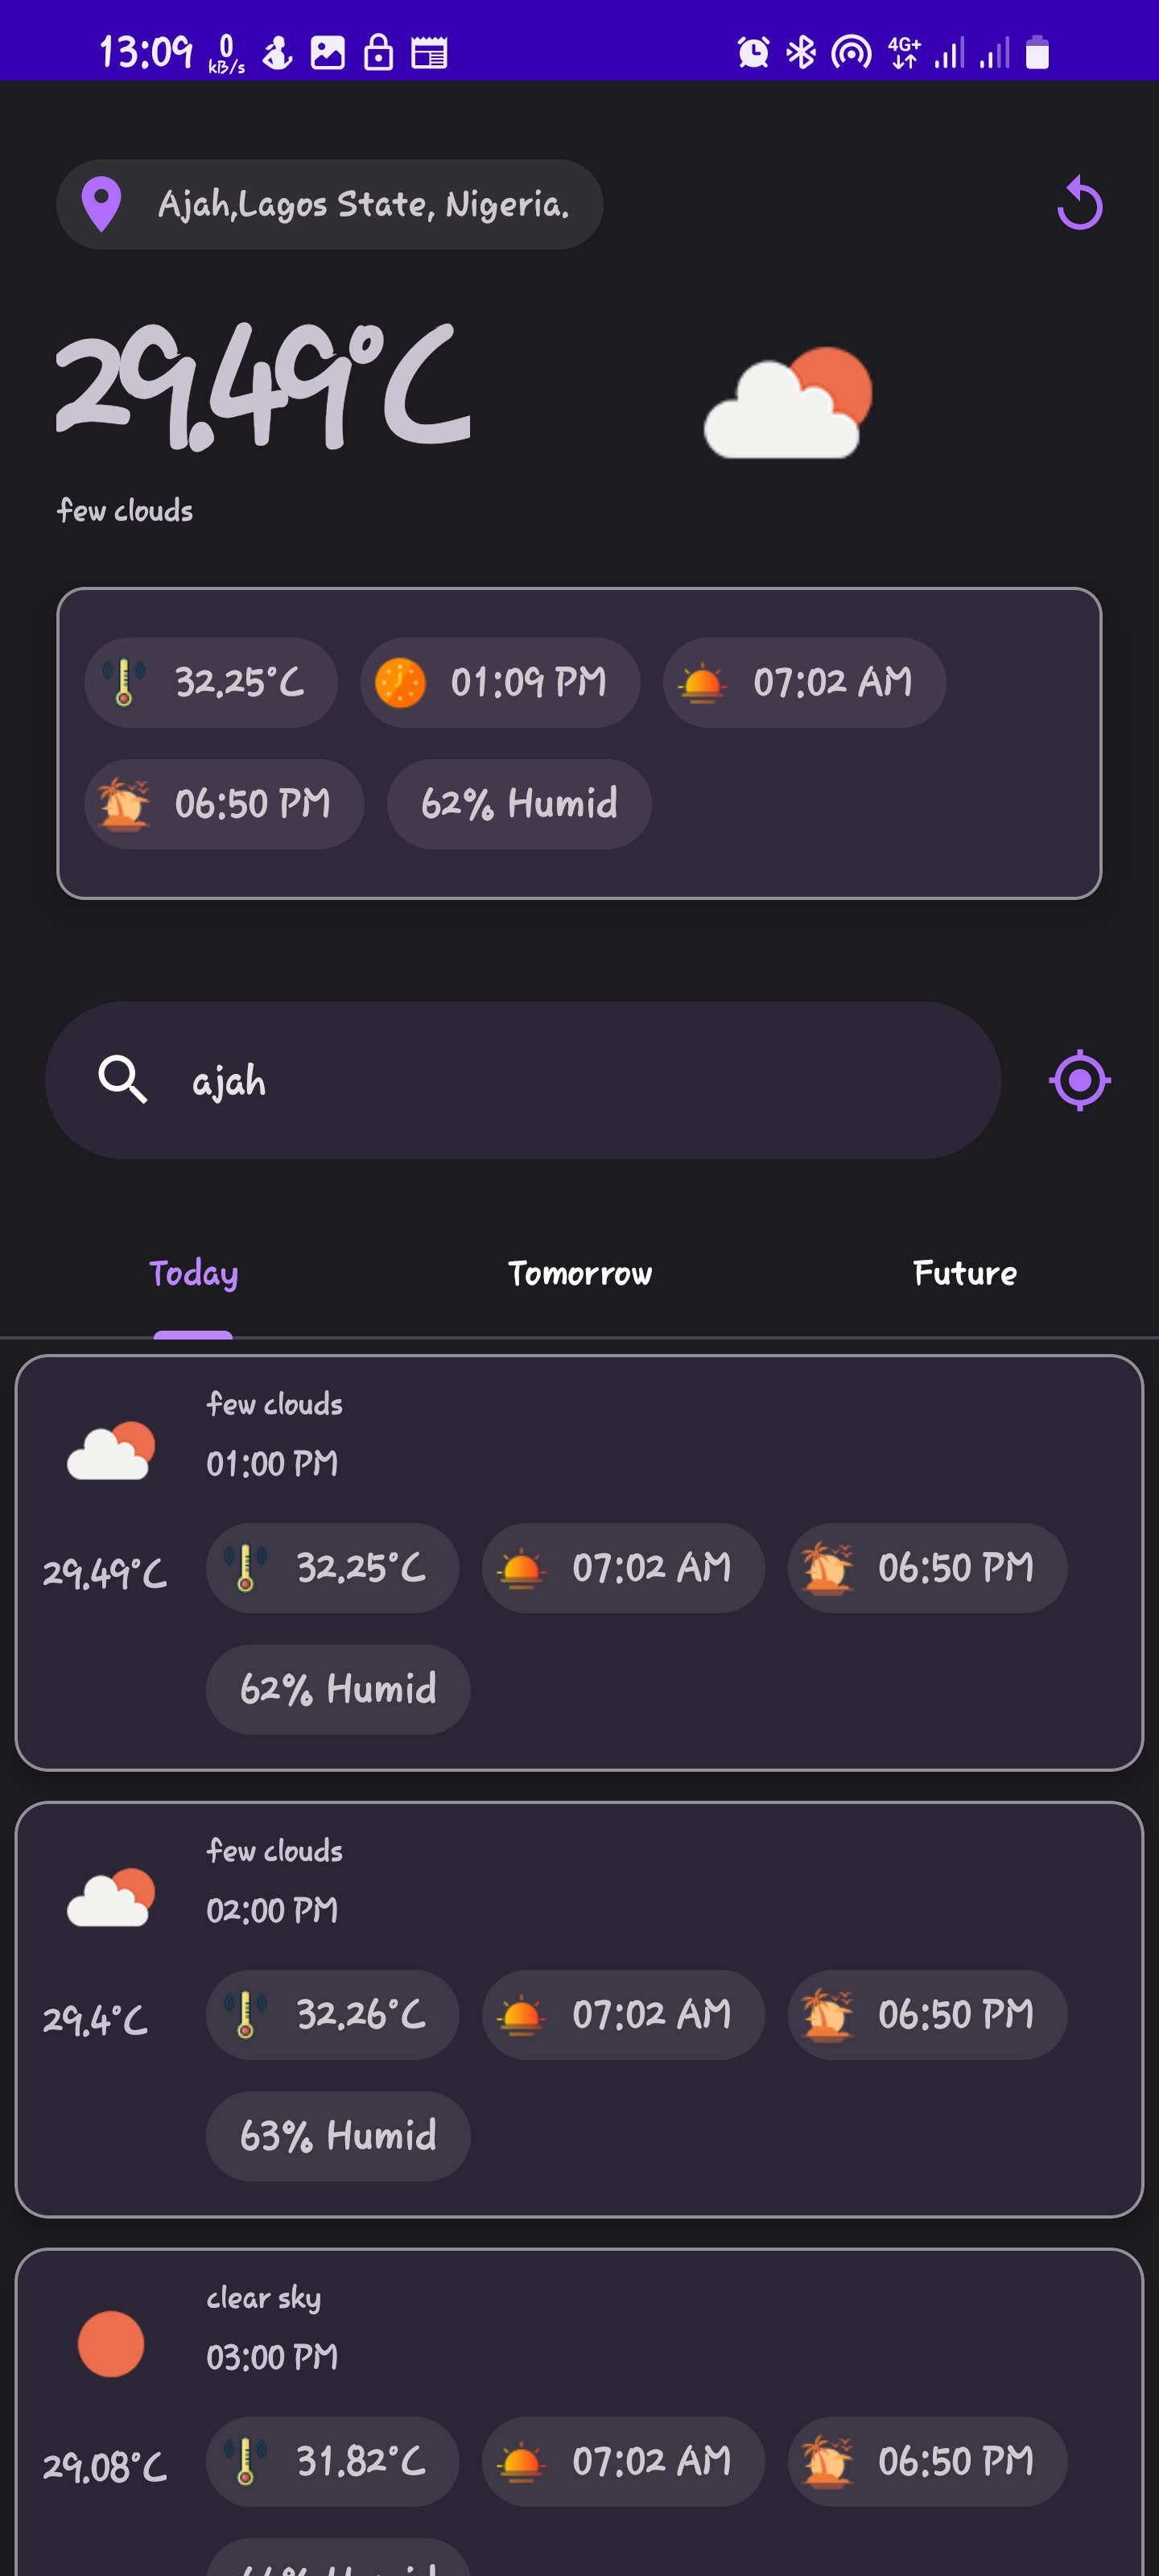 13:09 0 kB/s 4G+
Ajah,Lagos State, Nigeria.
29.49°C
few clouds
32.25°C 01:09 PM 07:02 AM
06:50 PM 62% Humid
ajah
Today Tomorrow Future
few clouds
01:00 PM
29.49°C 32.25°C 07:02 AM 06:50 PM
62% Humid
few clouds
02:00 PM
29.4°C 32.26°C 07:02 AM 06:50 PM
63% Humid
clear sky
03:00 PM
29.08°C 31.82°C 07:02 AM 06:50 PM